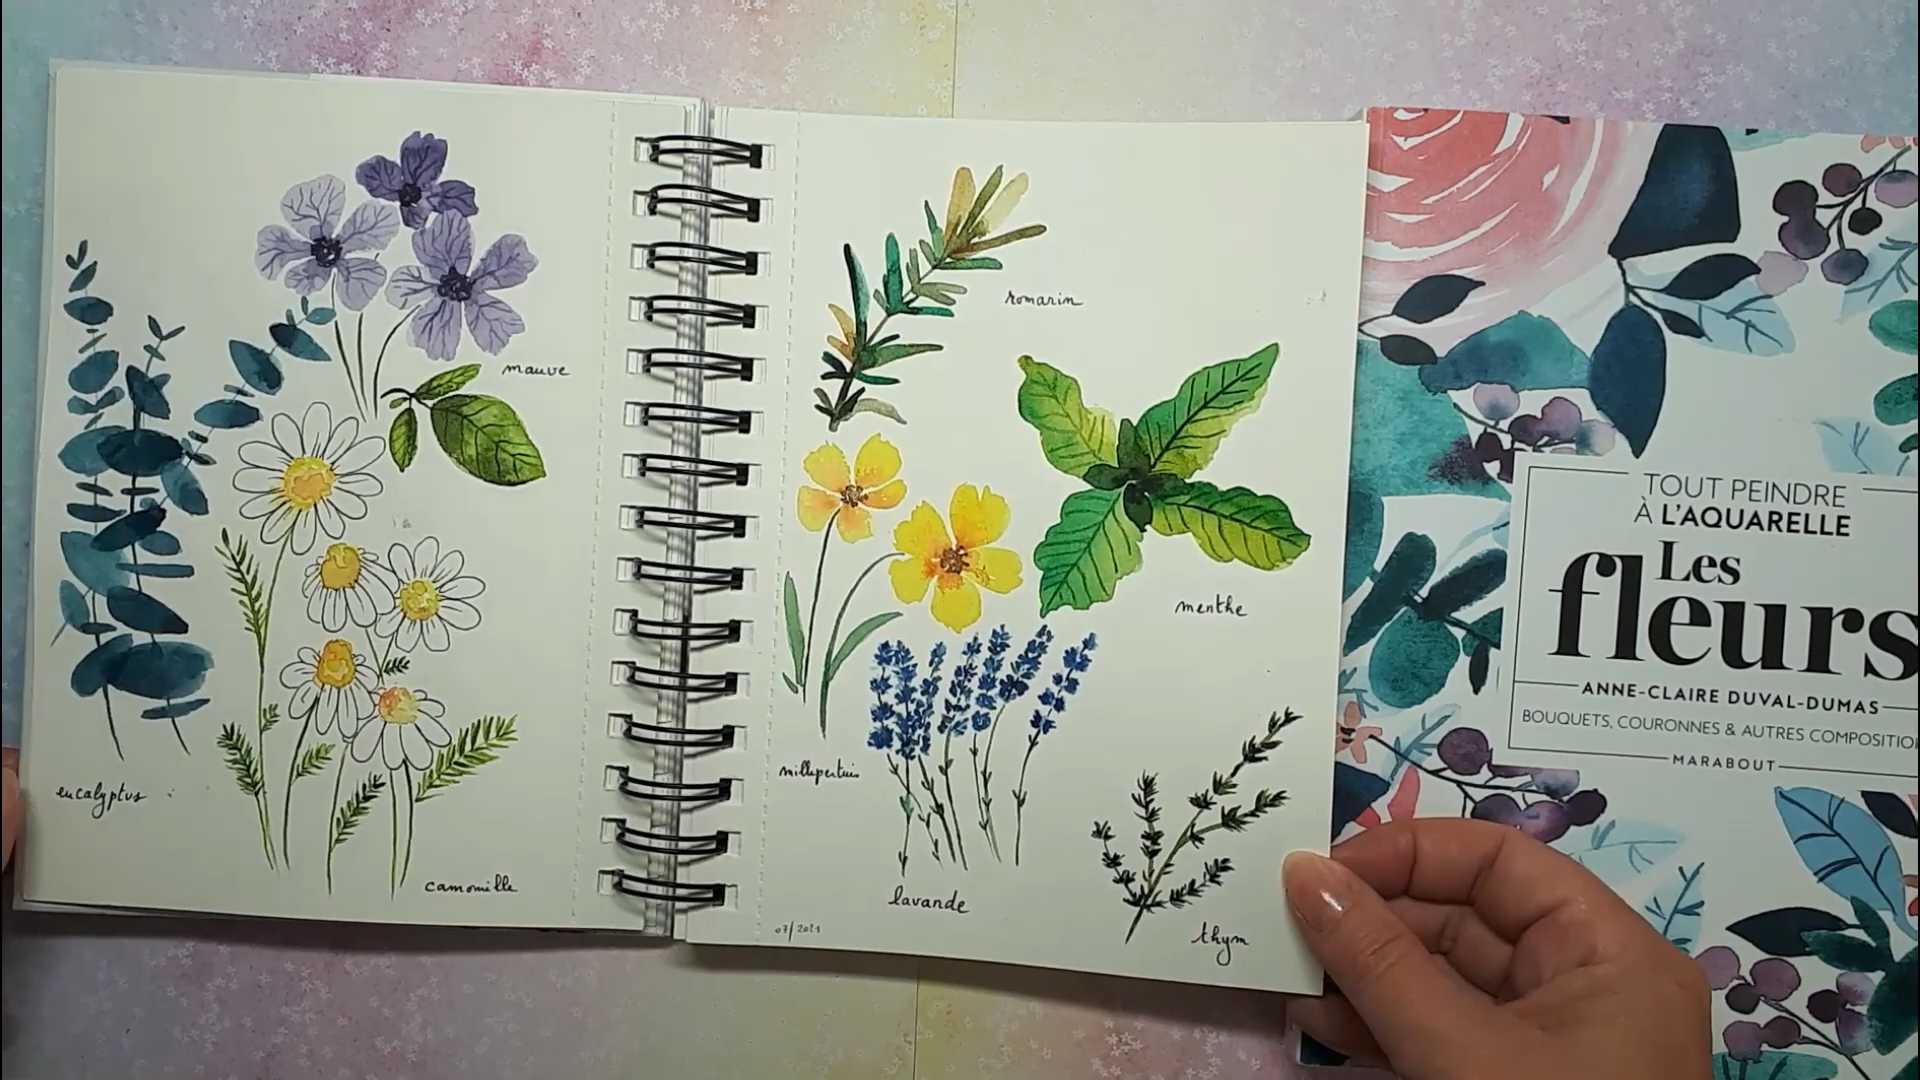 mauve
eucalyptus
camomille
romarin
menthe
millepertuis
lavande
thym
07/2021
TOUT PEINDRE
À L'AQUARELLE
Les
fleurs
ANNE-CLAIRE DUVAL-DUMAS
BOUQUETS, COURONNES & AUTRES COMPOSITIO
MARABOUT